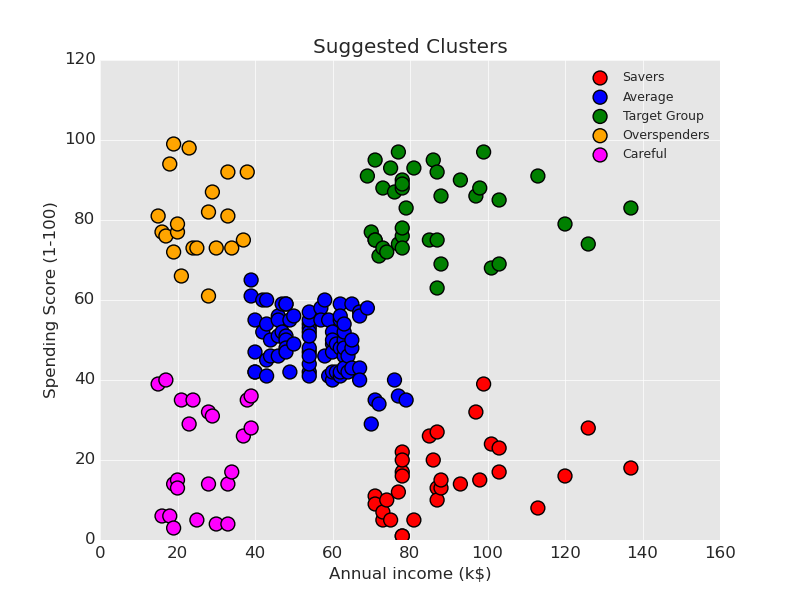 Suggested Clusters
120
100
80
60
40
20
0
Spending Score (1-100)
Savers
Average
Target Group
Overspenders
Careful
0 20 40 60 80 100 120 140 160
Annual income (k$)